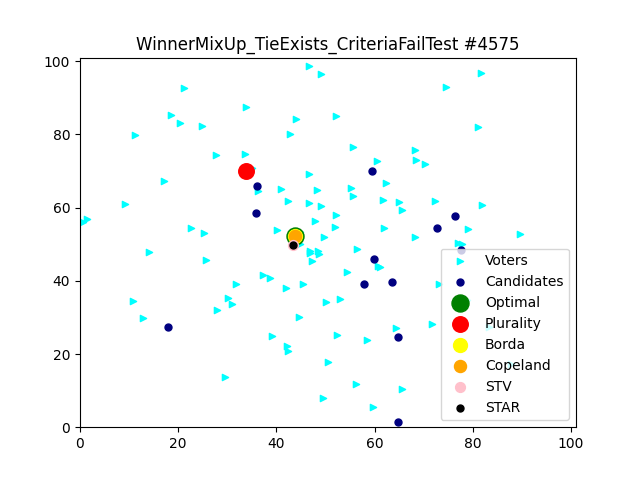 WinnerMixUp_TieExists_CriteriaFailTest #4575
100
80
60
40
20
0
0
20
40
60
80
100
Voters
Candidates
Optimal
Plurality
Borda
Copeland
STV
STAR